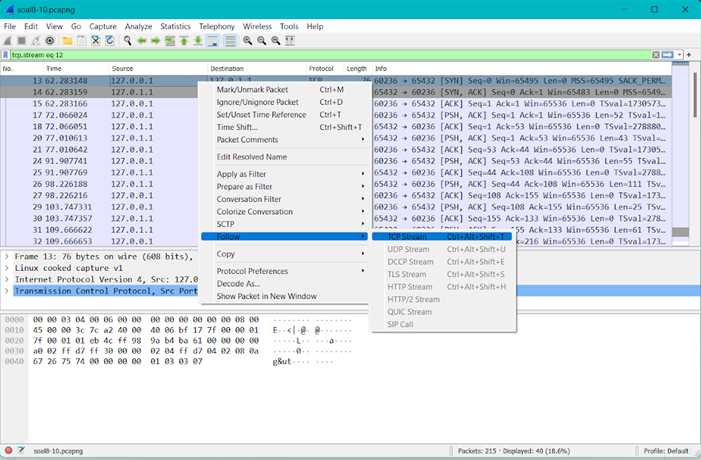 soal8-10.pcapng
File Edit View Go Capture Analyze Statistics Telephony Wireless Tools Help
tcp.stream eq 12
No. Time Source Destination Protocol Length Info
13 62.283148 127.0.0.1 127.0.1.1 TCP 76 60236 → 65432 [SYN] Seq=0 Win=65495 Len=0 MSS=65495 SACK_PERM…
14 62.283159 127.0.1.1 65432 → 60236 [SYN, ACK] Seq=0 Ack=1 Win=65483 Len=0 MSS=6549…
15 62.283166 127.0.0.1 60236 → 65432 [ACK] Seq=1 Ack=1 Win=65536 Len=0 TSval=1730573…
17 72.066024 127.0.0.1 60236 → 65432 [PSH, ACK] Seq=1 Ack=1 Win=65536 Len=52 TSval=1…
18 72.066051 127.0.1.1 65432 → 60236 [ACK] Seq=1 Ack=53 Win=65536 Len=0 TSval=278880…
20 77.010613 127.0.1.1 65432 → 60236 [PSH, ACK] Seq=1 Ack=53 Win=65536 Len=43 TSval=…
21 77.010642 127.0.0.1 60236 → 65432 [ACK] Seq=53 Ack=44 Win=65536 Len=0 TSval=17305…
24 91.907741 127.0.0.1 60236 → 65432 [PSH, ACK] Seq=53 Ack=44 Win=65536 Len=55 TSval…
25 91.907769 127.0.1.1 65432 → 60236 [ACK] Seq=44 Ack=108 Win=65536 Len=0 TSval=2788…
26 98.226188 127.0.1.1 65432 → 60236 [PSH, ACK] Seq=44 Ack=108 Win=65536 Len=111 TSv…
27 98.226216 127.0.0.1 60236 → 65432 [ACK] Seq=108 Ack=155 Win=65536 Len=0 TSval=173…
29 103.747331 127.0.0.1 60236 → 65432 [PSH, ACK] Seq=108 Ack=155 Win=65536 Len=25 TS…
30 103.747357 127.0.1.1 65432 → 60236 [ACK] Seq=155 Ack=133 Win=65536 Len=0 TSval=278…
31 109.666622 127.0.1.1 65432 → 60236 [PSH, ACK] Seq=155 Ack=133 Win=65536 Len=61 TS…
32 109.666653 127.0.0.1
Mark/Unmark Packet Ctrl+M
Ignore/Unignore Packet Ctrl+D
Set/Unset Time Reference Ctrl+T
Time Shift... Ctrl+Shift+T
Packet Comments
Edit Resolved Name
Apply as Filter
Prepare as Filter
Conversation Filter
Colorize Conversation
SCTP
Follow
Copy
Protocol Preferences
Decode As...
Show Packet in New Window
TCP Stream Ctrl+Alt+Shift+T
UDP Stream Ctrl+Alt+Shift+U
DCCP Stream Ctrl+Alt+Shift+E
TLS Stream Ctrl+Alt+Shift+S
HTTP Stream Ctrl+Alt+Shift+H
HTTP/2 Stream
QUIC Stream
SIP Call
Frame 13: 76 bytes on wire (608 bits),
Linux cooked capture v1
Internet Protocol Version 4, Src: 127.0
Transmission Control Protocol, Src Port
0000 00 00 03 04 00 06 00 00 00 00 00 00 00 00 08 00 ········ ········
0010 45 00 00 3c 7c a2 40 00 40 06 bf 17 7f 00 00 01 E··<|·@· @·······
0020 7f 00 01 01 eb 4c ff 98 9a b4 ba 61 00 00 00 00 ·····L·· ···a····
0030 a0 02 ff d7 ff 30 00 00 02 04 ff d7 04 02 08 0a ·····0·· ········
0040 67 26 75 74 00 00 00 00 01 03 03 07 g&ut···· ····
soal8-10.pcapng
Packets: 215 · Displayed: 40 (18.6%)
Profile: Default